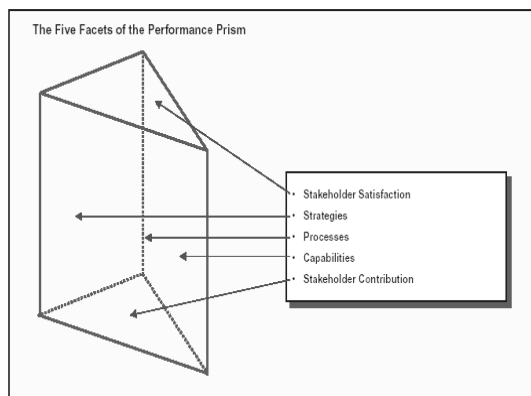 The Five Facets of the Performance Prism
• Stakeholder Satisfaction
• Strategies
• Processes
• Capabilities
• Stakeholder Contribution